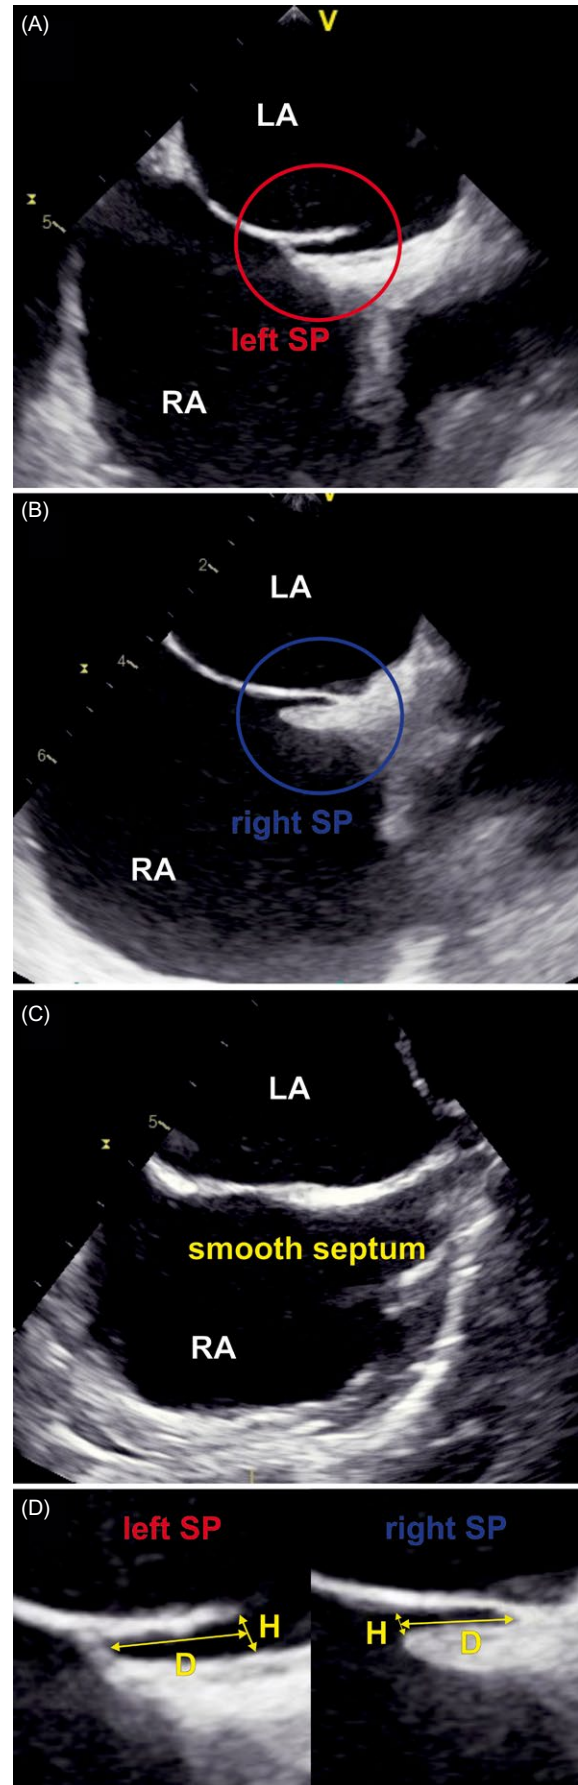 (A)
V
LA
5
left SP
RA
(B)
V
2
LA
4
6
right SP
RA
(C)
LA
5
smooth septum
RA
(D)
left SP
right SP
H
D
H
D